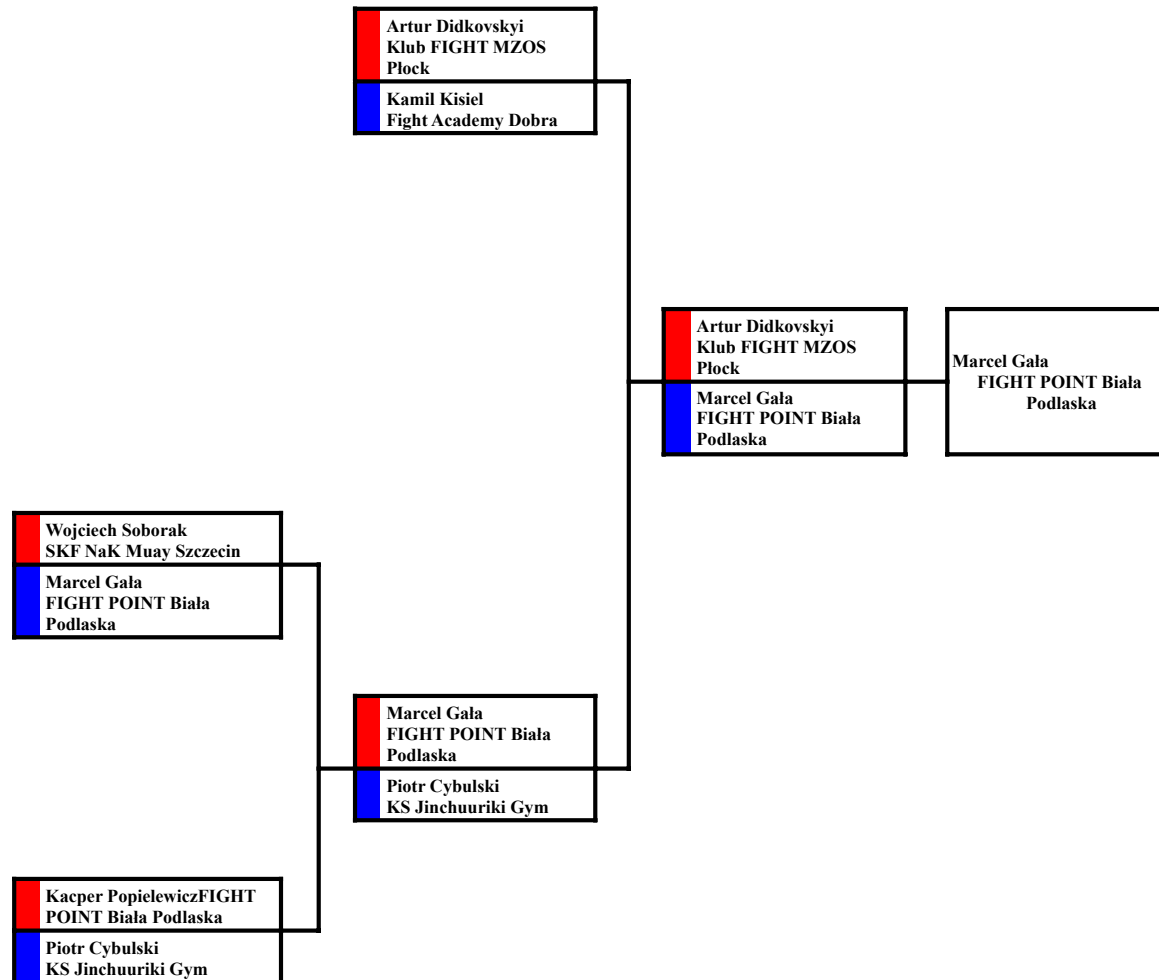 Artur Didkovskyi
Klub FIGHT MZOS
Płock
Kamil Kisiel
Fight Academy Dobra
Artur Didkovskyi
Klub FIGHT MZOS
Płock
Marcel Gała
FIGHT POINT Biała
Podlaska
Marcel Gała
FIGHT POINT Biała
Podlaska
Wojciech Soborak
SKF NaK Muay Szczecin
Marcel Gała
FIGHT POINT Biała
Podlaska
Marcel Gała
FIGHT POINT Biała
Podlaska
Piotr Cybulski
KS Jinchuuriki Gym
Kacper PopielewiczFIGHT
POINT Biała Podlaska
Piotr Cybulski
KS Jinchuuriki Gym